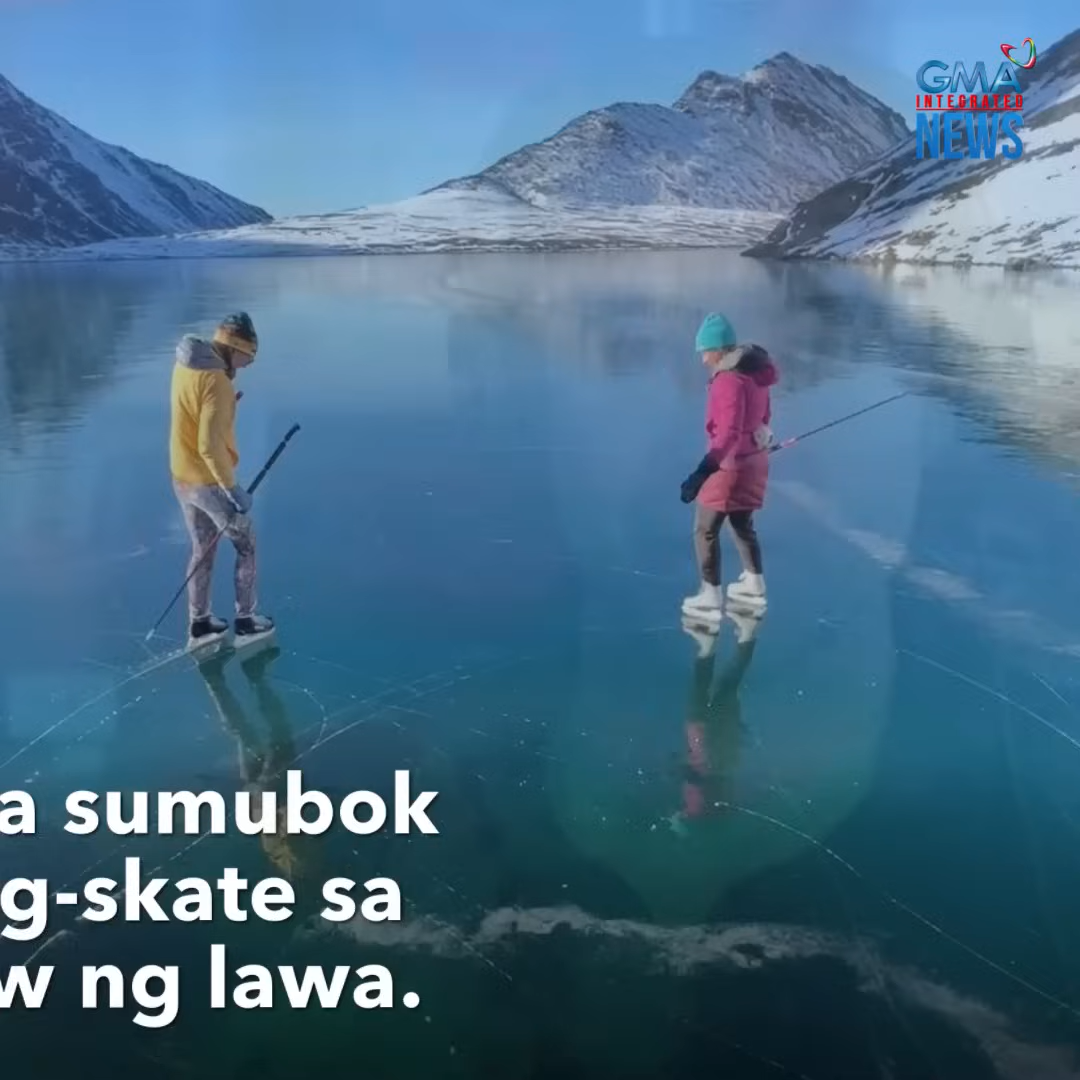 GMA
INTEGRATED
NEWS
a sumubok
g-skate sa
w ng lawa.